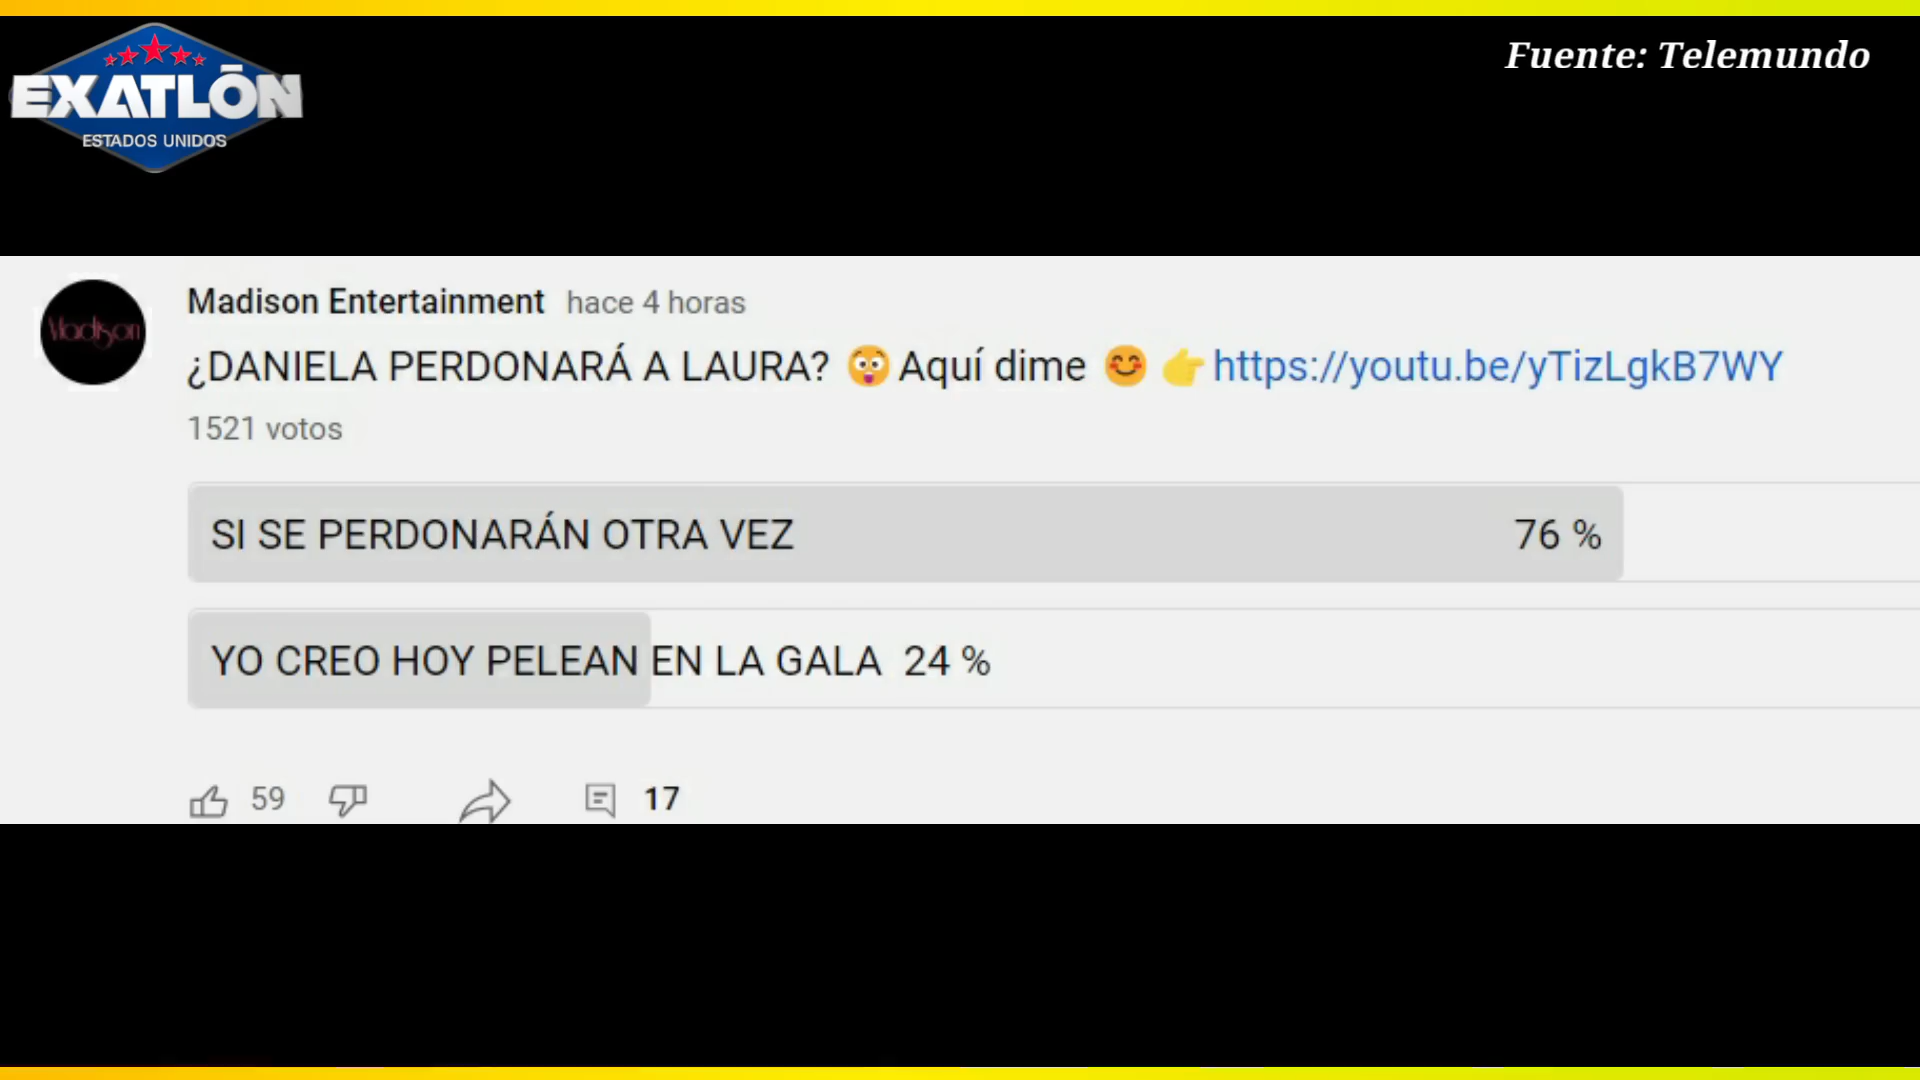 EXATLÓN
ESTADOS UNIDOS
Fuente: Telemundo
Madison
Madison Entertainment hace 4 horas
¿DANIELA PERDONARÁ A LAURA? 😲 Aquí dime 😊 👉 https://youtu.be/yTizLgkB7WY
1521 votos
SI SE PERDONARÁN OTRA VEZ 76 %
YO CREO HOY PELEAN EN LA GALA 24 %
59 17